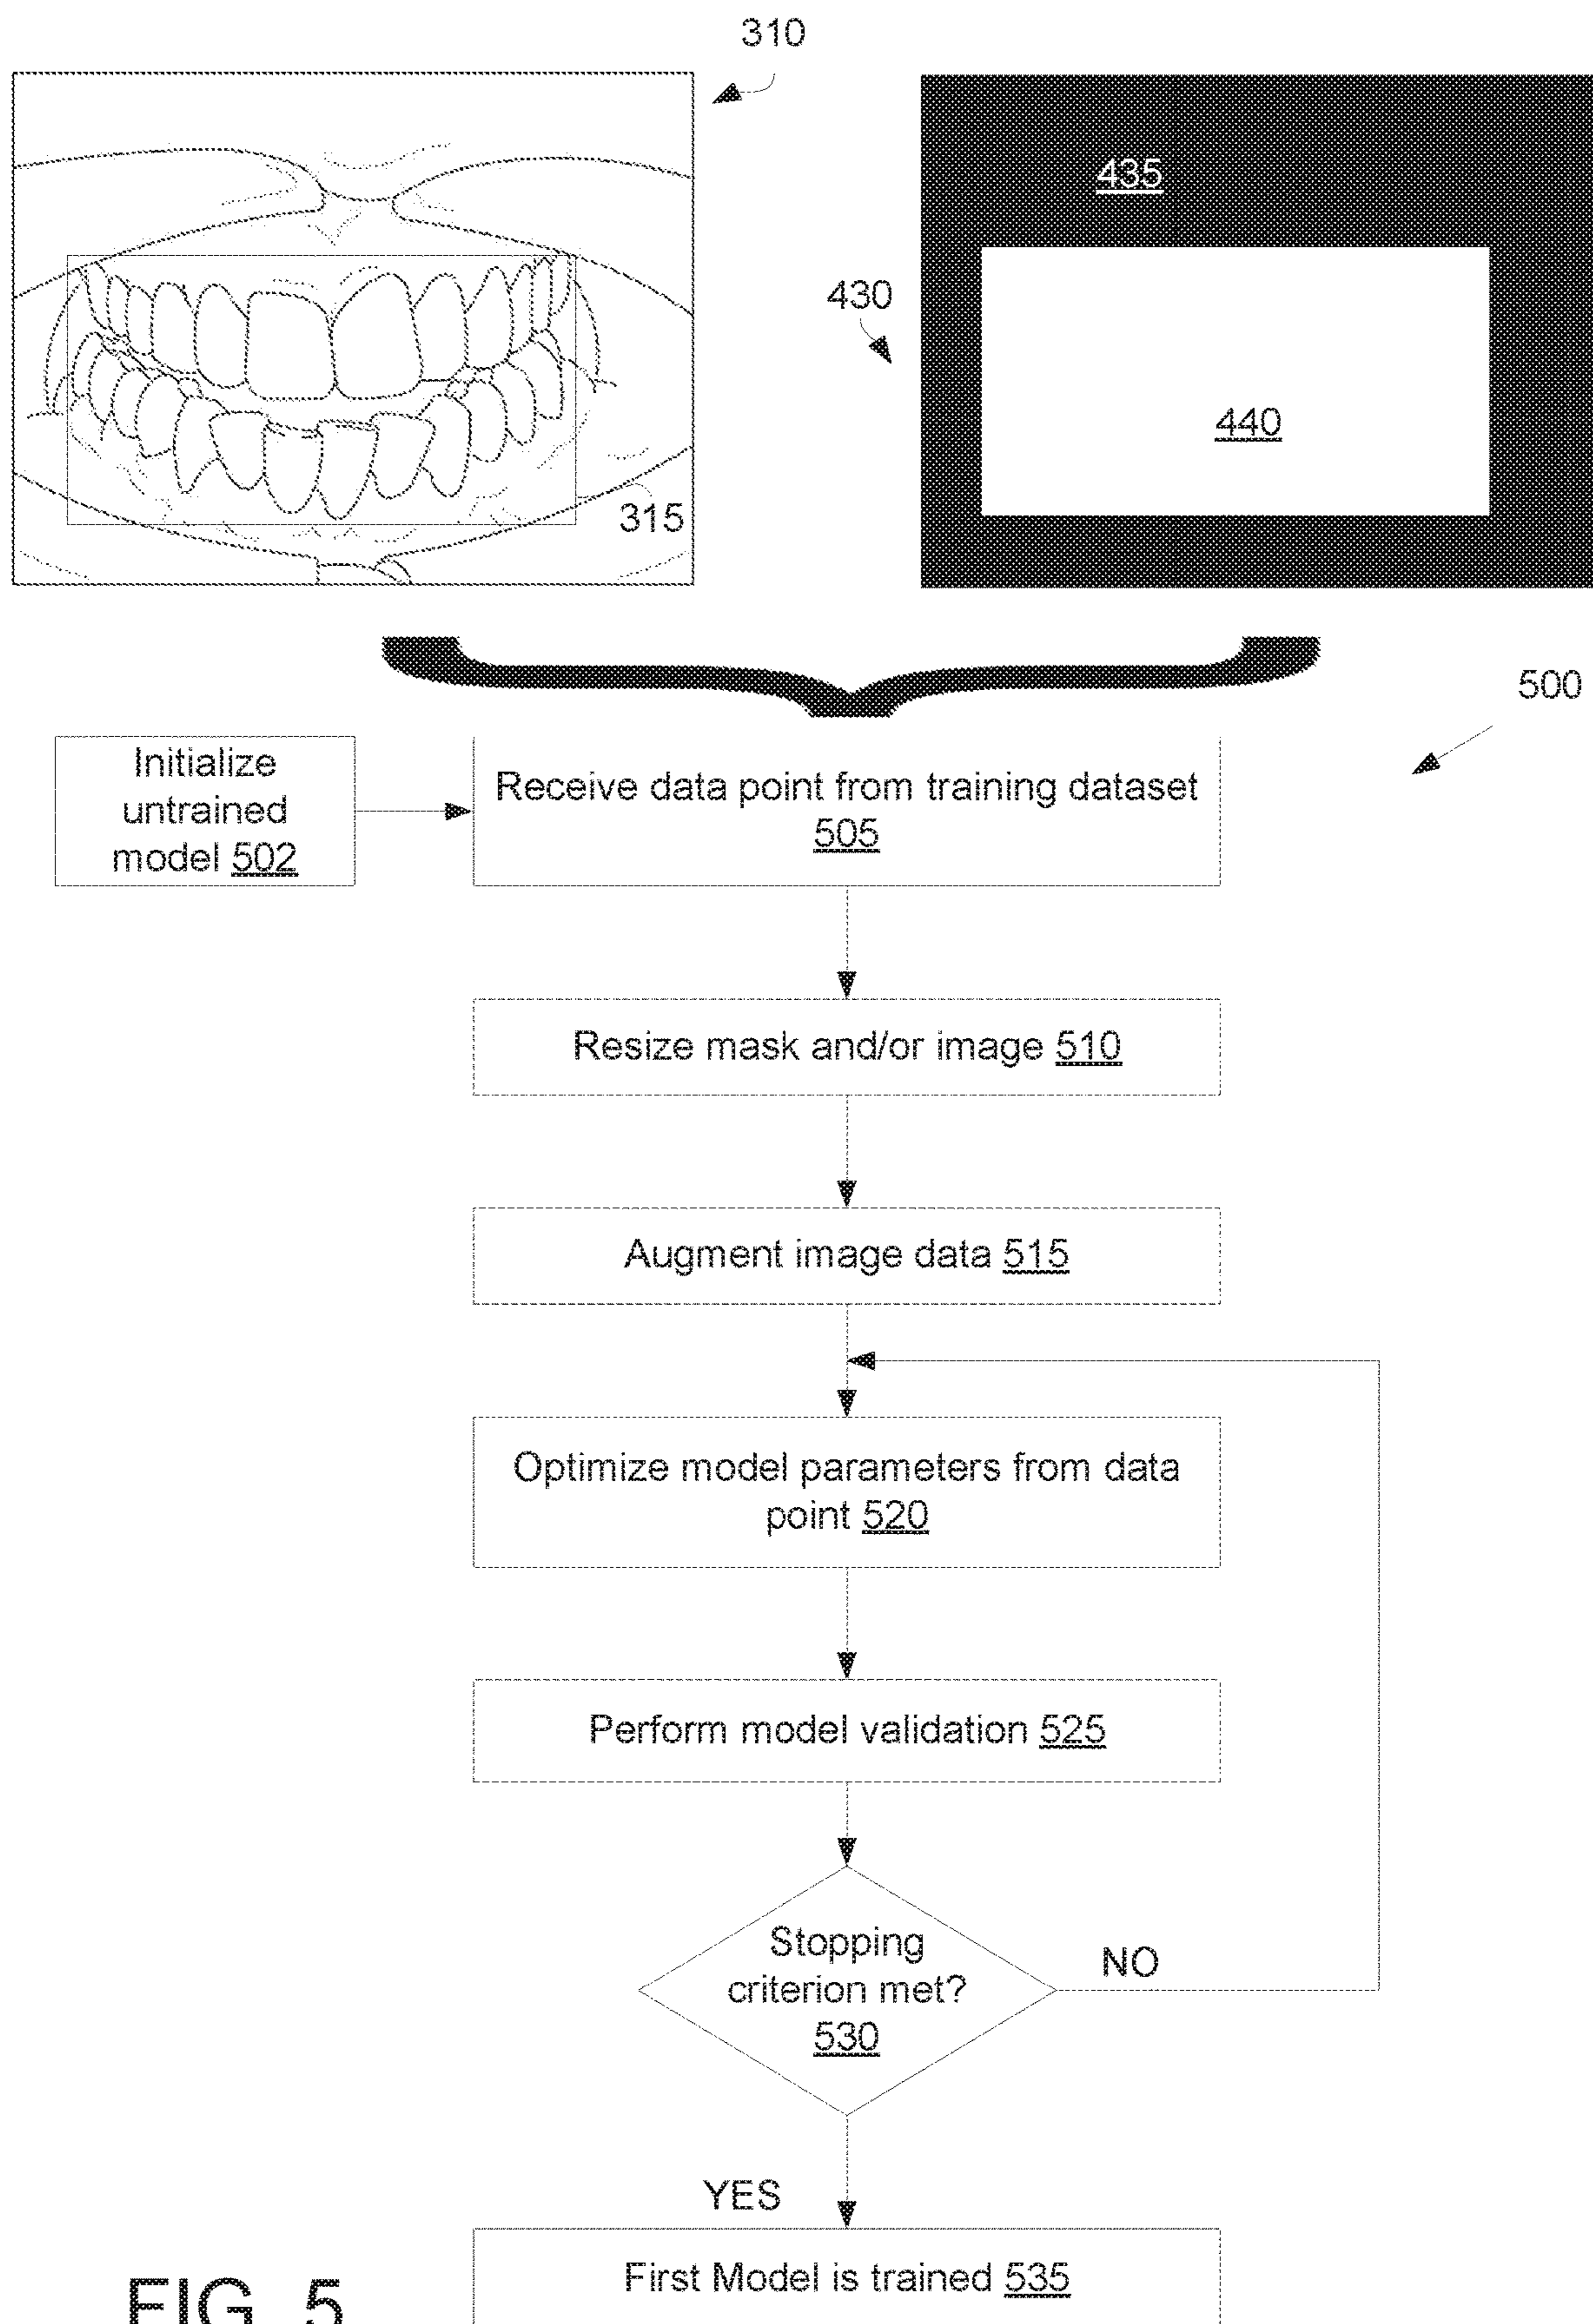 310
435
430
440
315
500
Initialize
untrained
model 502
Receive data point from training dataset
505
Resize mask and/or image 510
Augment image data 515
Optimize model parameters from data
point 520
Perform model validation 525
Stopping
criterion met?
530
NO
YES
First Model is trained 535
FIG. 5